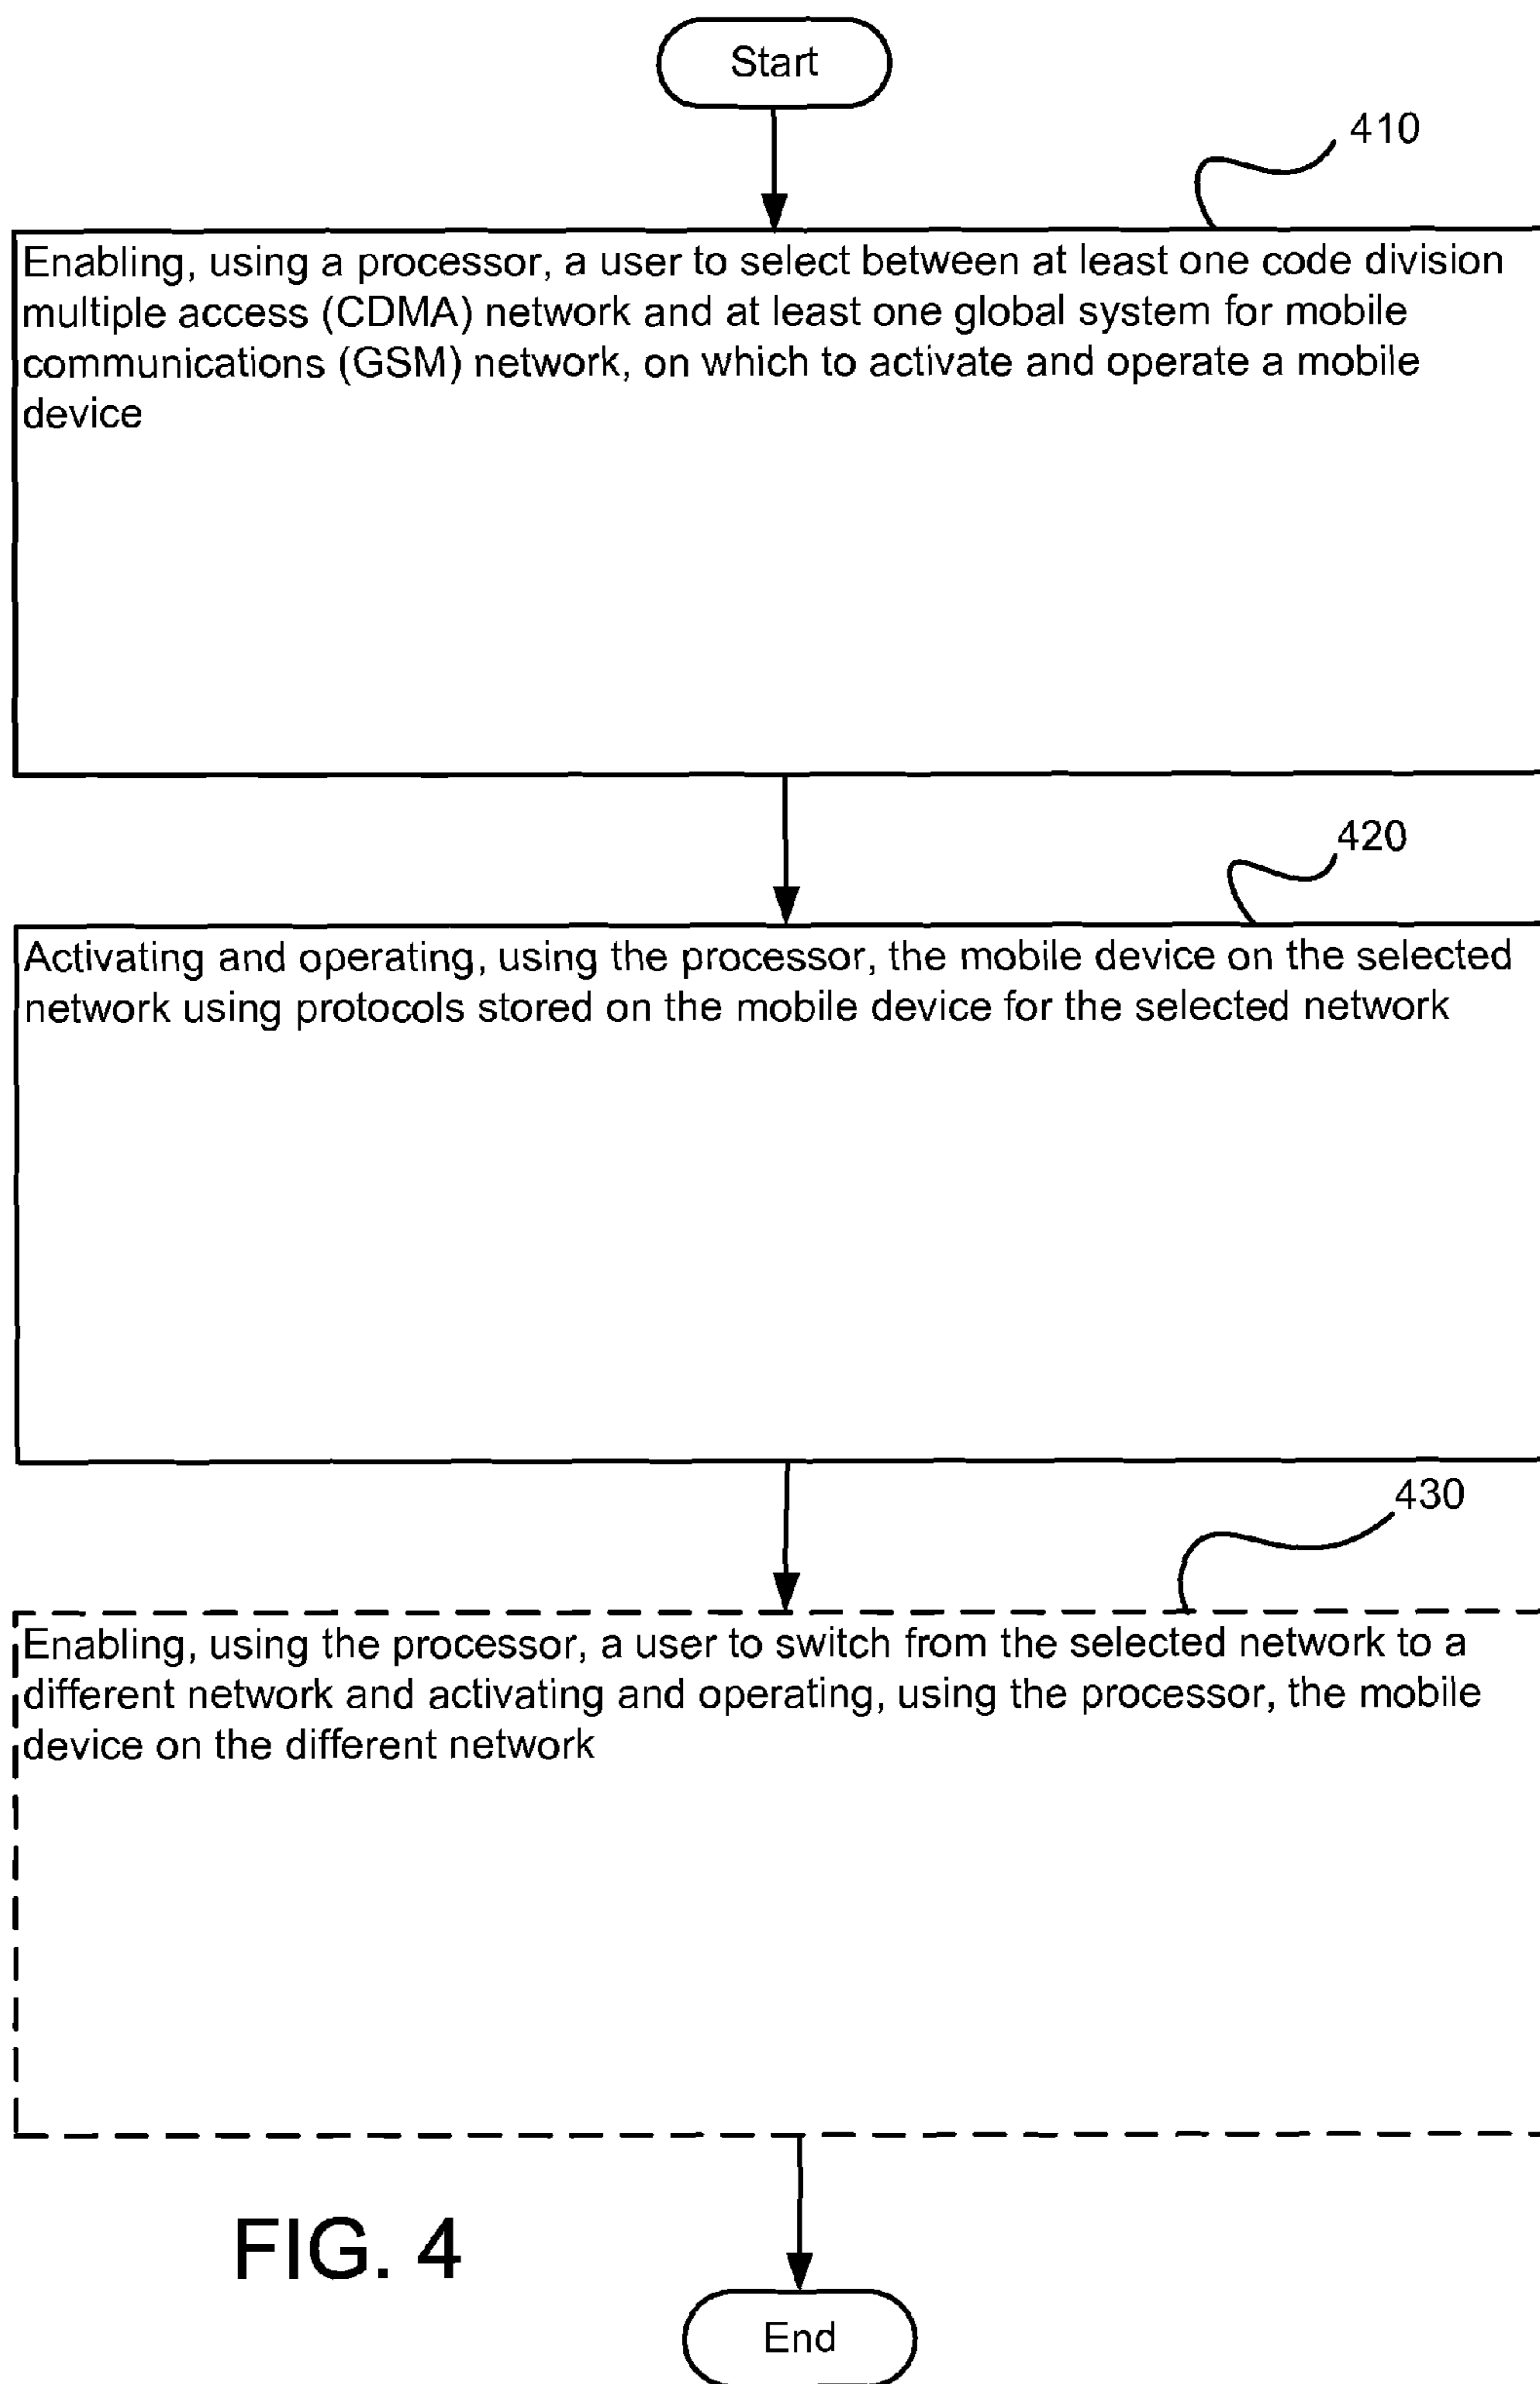 Start
410
Enabling, using a processor, a user to select between at least one code division
multiple access (CDMA) network and at least one global system for mobile
communications (GSM) network, on which to activate and operate a mobile
device
420
Activating and operating, using the processor, the mobile device on the selected
network using protocols stored on the mobile device for the selected network
430
Enabling, using the processor, a user to switch from the selected network to a
different network and activating and operating, using the processor, the mobile
device on the different network
FIG. 4
End